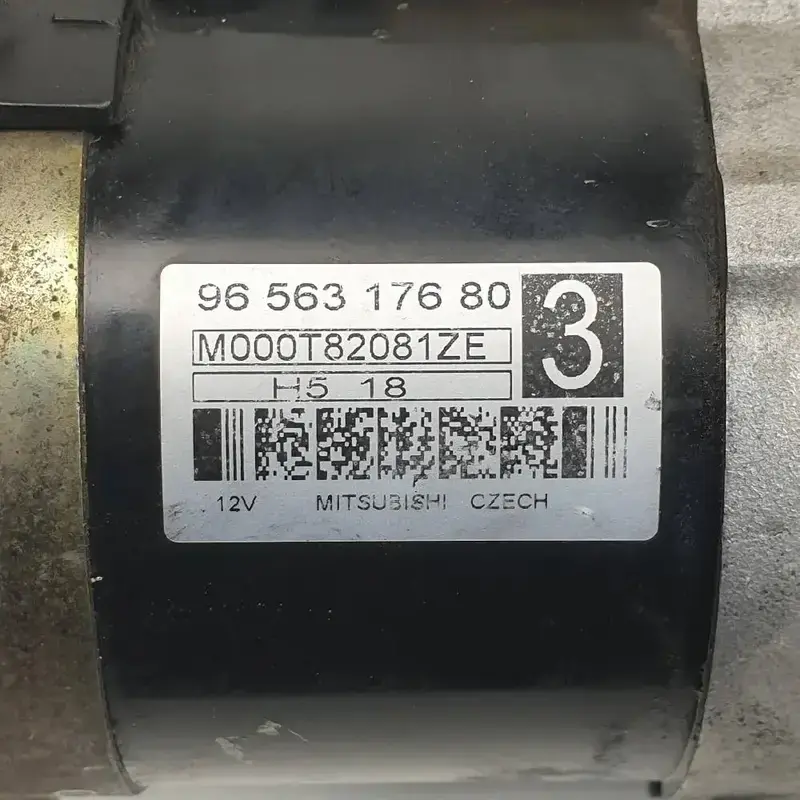 96 563 176 80
3
M000T82081ZE
H5 18
12V MITSUBISHI CZECH